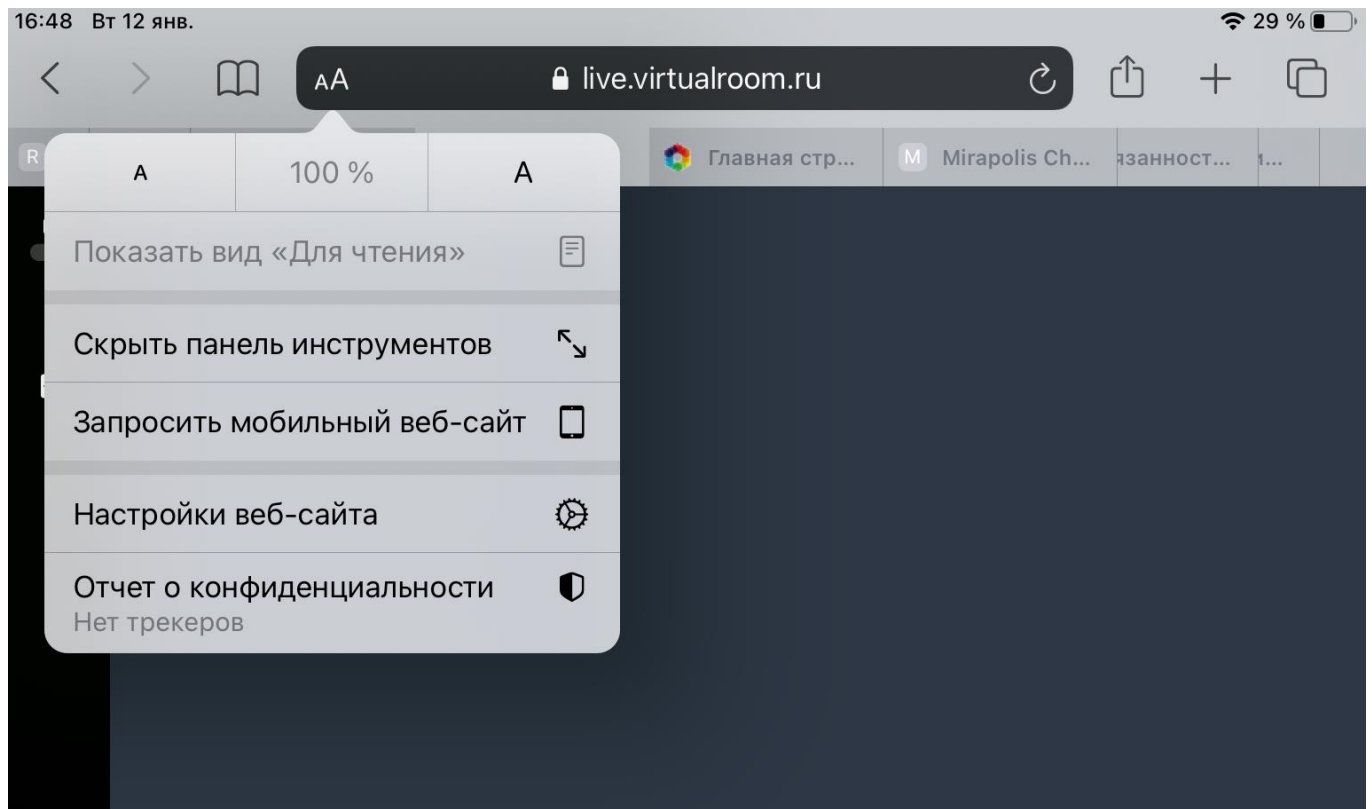 16:48 Вт 12 янв. 29 %
AA live.virtualroom.ru
R Главная стр... M Mirapolis Ch... язанност...
A 100 % A
Показать вид «Для чтения»
Скрыть панель инструментов
Запросить мобильный веб-сайт
Настройки веб-сайта
Отчет о конфиденциальности
Нет трекеров